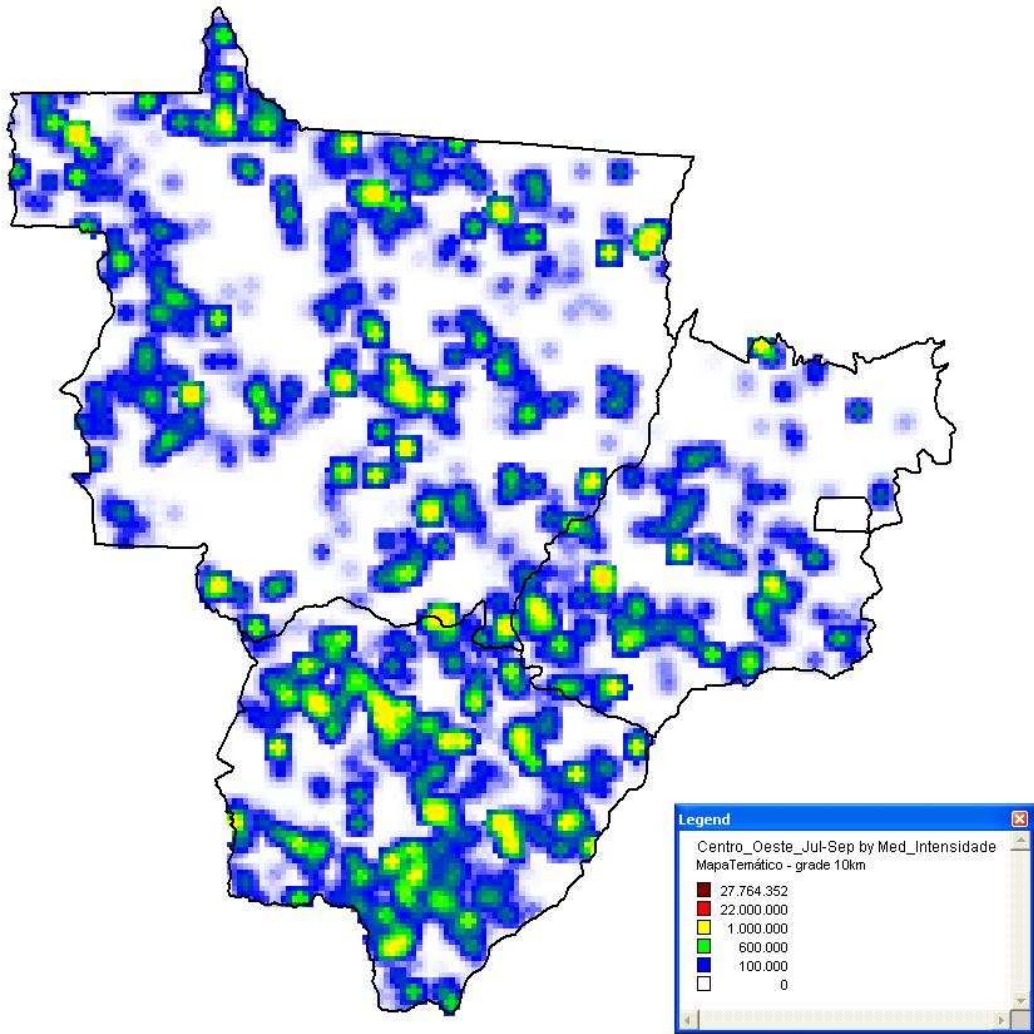 Legend
Centro_Oeste_Jul-Sep by Med_Intensidade
MapaTemático - grade 10km
27.764.352
22.000.000
1.000.000
600.000
100.000
0